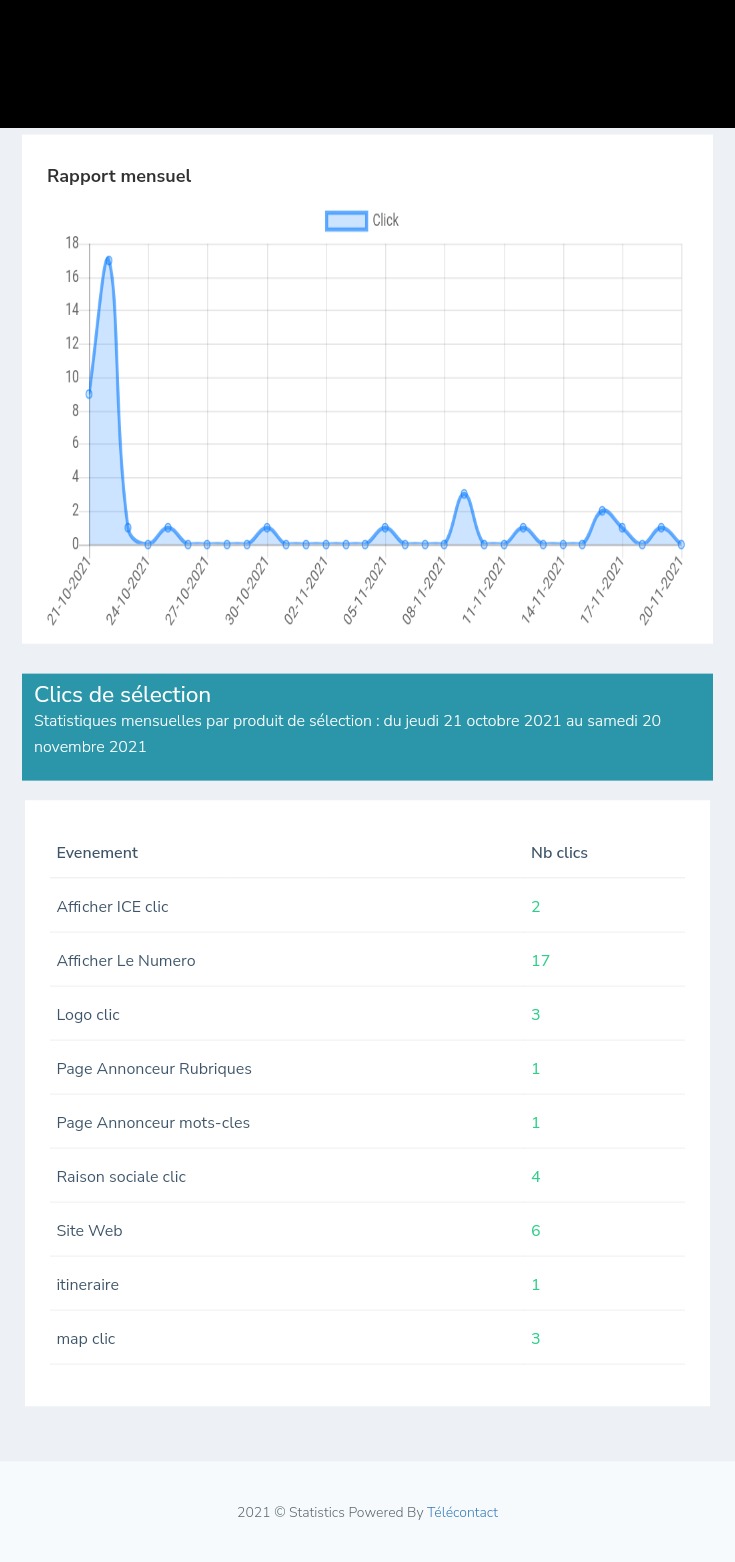 Rapport mensuel
Click
18
16
14
12
10
8
6
4
2
0
21-10-2021
24-10-2021
27-10-2021
30-10-2021
02-11-2021
05-11-2021
08-11-2021
11-11-2021
14-11-2021
17-11-2021
20-11-2021
Clics de sélection
Statistiques mensuelles par produit de sélection : du jeudi 21 octobre 2021 au samedi 20
novembre 2021
Evenement Nb clics
Afficher ICE clic 2
Afficher Le Numero 17
Logo clic 3
Page Annonceur Rubriques 1
Page Annonceur mots-cles 1
Raison sociale clic 4
Site Web 6
itineraire 1
map clic 3
2021 © Statistics Powered By Télécontact